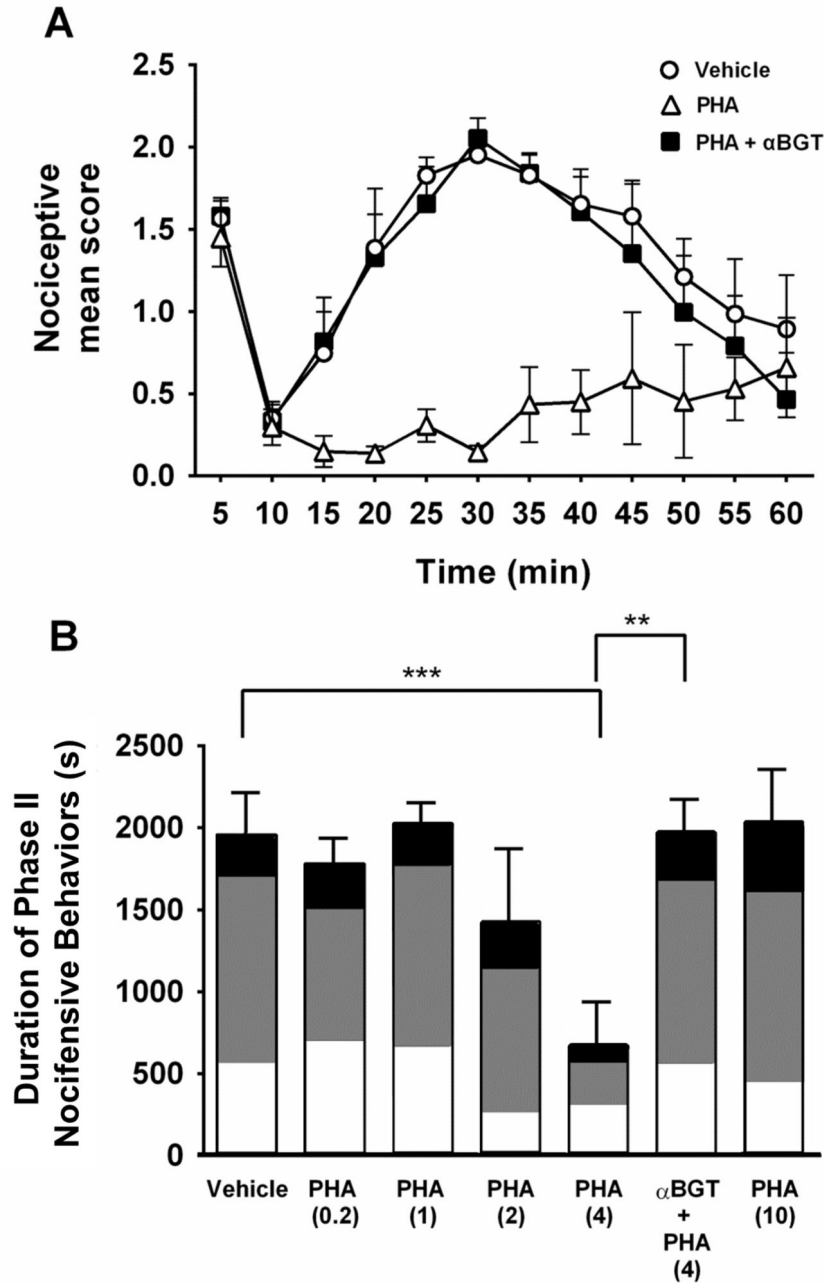 A
2.5
2.0
1.5
1.0
0.5
0.0
Nociceptive
mean score
Vehicle
PHA
PHA + αBGT
5 10 15 20 25 30 35 40 45 50 55 60
Time (min)
B
***
**
2500
2000
1500
1000
500
0
Duration of Phase II
Nocifensive Behaviors (s)
Vehicle
PHA
(0.2)
PHA
(1)
PHA
(2)
PHA
(4)
αBGT
+
PHA
(4)
PHA
(10)